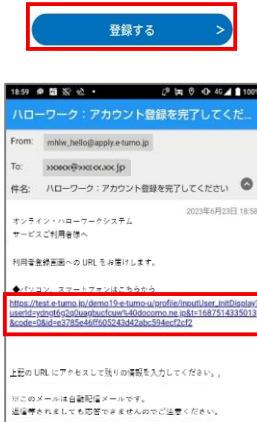 登録する >
18:59 4G 100%
ハローワーク：アカウント登録を完了してくだ...
From: mhlw_hello@apply.e-tumo.jp
To:
件名: ハローワーク：アカウント登録を完了してください
2023年6月23日 18:58
オンライン・ハローワークシステム
サービスご利用者様へ
利用者登録画面への URL をお届けします。
◆パソコン、スマートフォンはこちらから
https://test.e-tumo.jp/demo19-e-tumo-u/profile/inputUser_initDisplay?
userId=ydngt6g2q0uagbucfcuw%40docomo.ne.jp&t=1687514335013
&code=0&id=e3785e46ff605243d42abc594ecf2cf2
上記の URL にアクセスして残りの情報を入力してください。
※このメールは自動配信メールです。
返信等されましても応答できませんのでご注意ください。